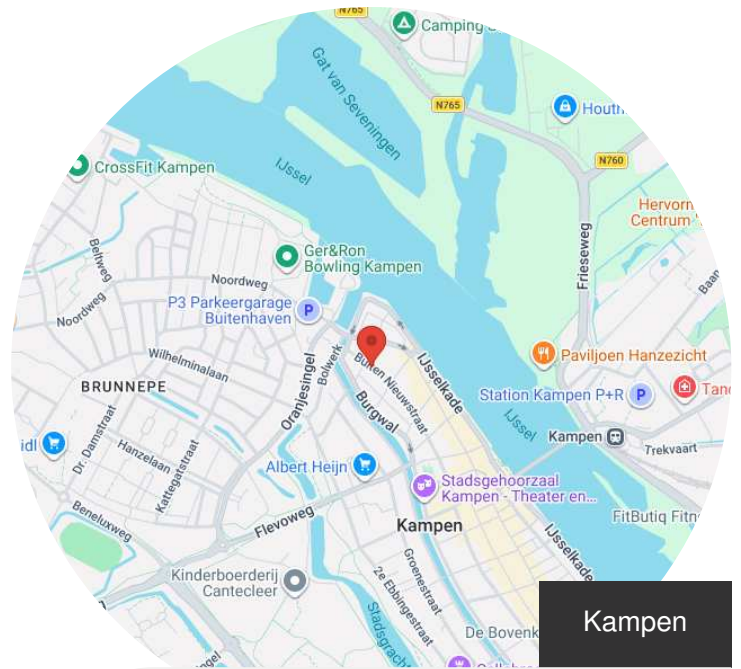 N765
Camping
Gat van Seveningen
N765
Houtn
IJssel
N760
CrossFit Kampen
Hervorm
Centrum
Ger&Ron
Bowling Kampen
Beltweg
Frieseweg
Noordweg
Noordweg
Baan
P3 Parkeergarage
Buitenhaven
P
Bolwerk
Wilhelminalaan
Oranjesingel
Buiten Nieuwstraat
IJsselkade
Paviljoen Hanzezicht
BRUNNEPE
Station Kampen P+R
P
Tand
Burgwal
IJssel
Dr. Damstraat
Kampen
Trekvaart
idl
Hanzelaan
Kattegatstraat
Albert Heijn
Stadsgehoorzaal
Kampen - Theater en...
Beneluxweg
Flevoweg
Kampen
FitButiq Fitn
IJsselkade
Kinderboerderij
Cantecleer
Groenestraat
2e Ebbingestraat
Stadsgracht
De Bovenk
singel
Kampen